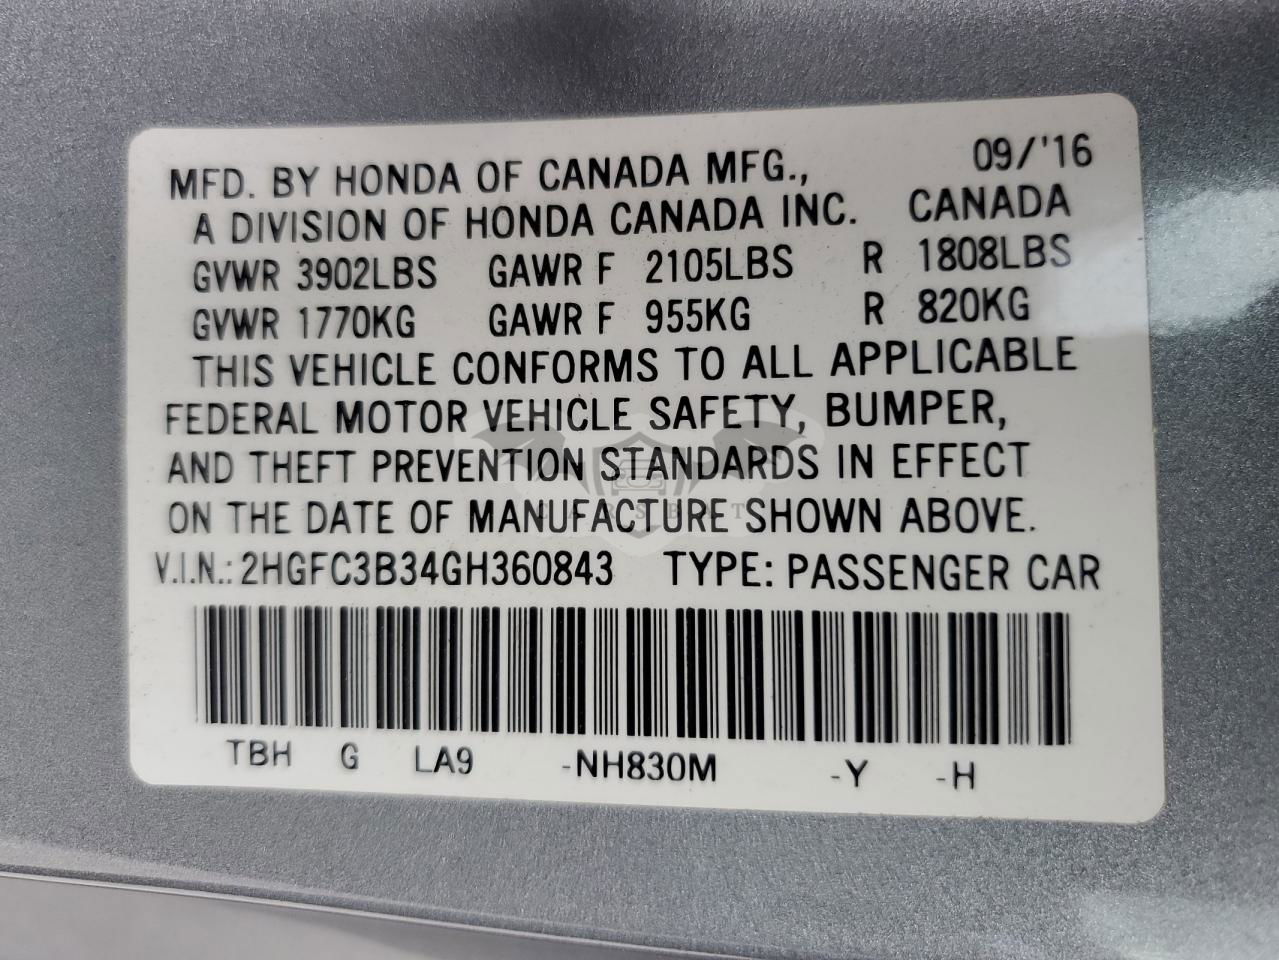 MFD. BY HONDA OF CANADA MFG., 09/'16
A DIVISION OF HONDA CANADA INC. CANADA
GVWR 3902LBS GAWR F 2105LBS R 1808LBS
GVWR 1770KG GAWR F 955KG R 820KG
THIS VEHICLE CONFORMS TO ALL APPLICABLE
FEDERAL MOTOR VEHICLE SAFETY, BUMPER,
AND THEFT PREVENTION STANDARDS IN EFFECT
CARSBAT
ON THE DATE OF MANUFACTURE SHOWN ABOVE.
V.I.N.: 2HGFC3B34GH360843 TYPE: PASSENGER CAR
TBH G LA9 -NH830M -Y -H